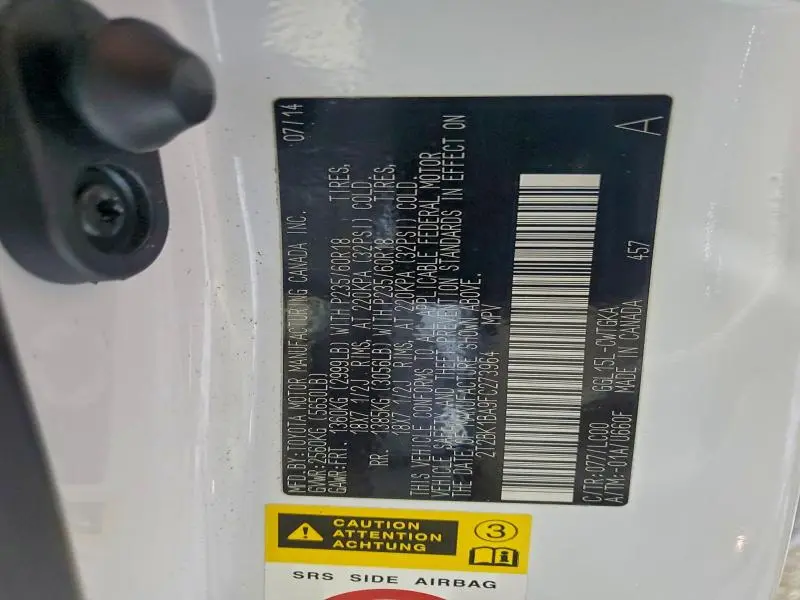 MFD.BY:TOYOTA MOTOR MANUFACTURING CANADA INC. 07/14
GVWR:2560KG (5650LB)
GAWR:FRT. 1360KG (2999LB) WITH P235/60R18 TIRES,
18X7 1/2J RIMS, AT 220KPA (32PSI) COLD
RR. 1385KG (3056LB) WITH P235/60R18 TIRES,
18X7 1/2J RIMS, AT 220KPA (32PSI) COLD.
THIS VEHICLE CONFORMS TO ALL APPLICABLE FEDERAL MOTOR
VEHICLE SAFETY AND THEFT PREVENTION STANDARDS IN EFFECT ON
THE DATE OF MANUFACTURE SHOWN ABOVE.
2T2BK1BA9FC273964 MPV
C/TR:077/LC00 GGL15L-CWTGKA 457 A
A/TM:-01A/U660F MADE IN CANADA
CAUTION
ATTENTION
ACHTUNG
3
i
SRS SIDE AIRBAG